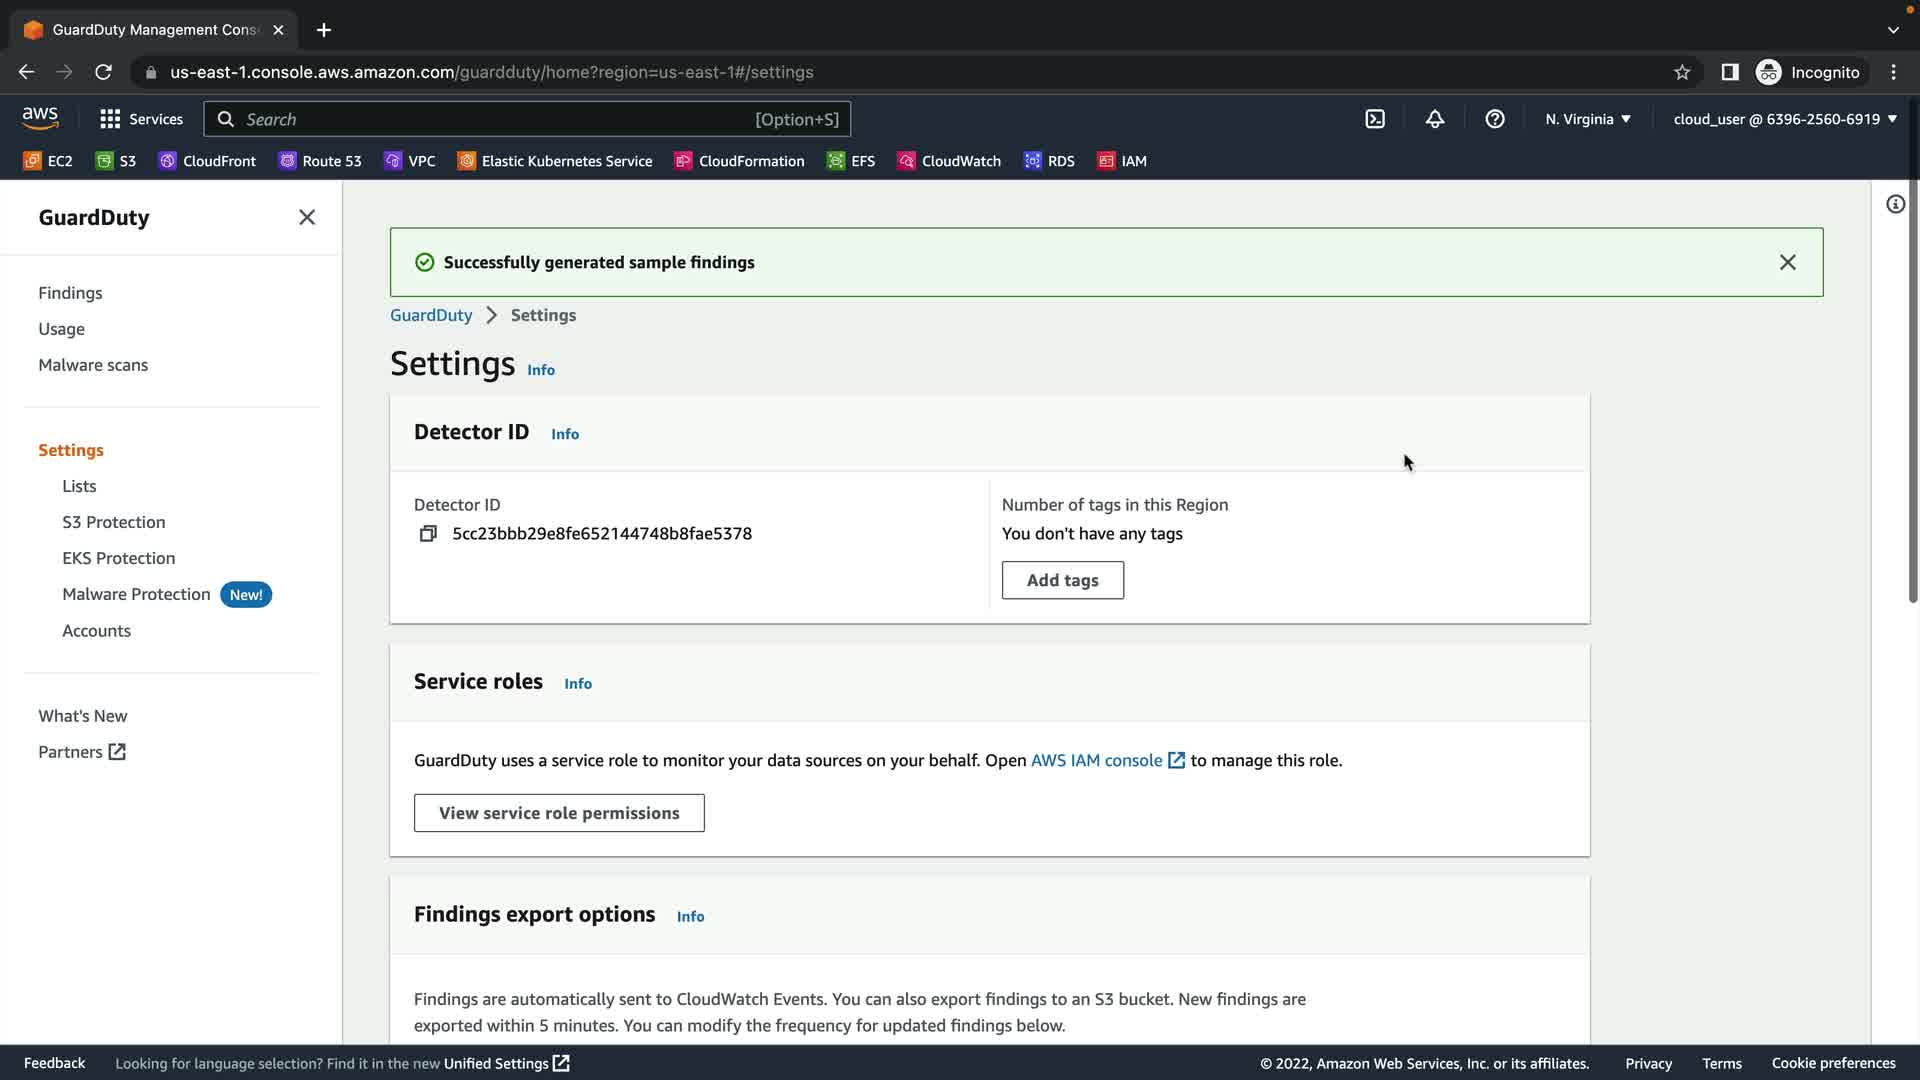 GuardDuty Management Cons
us-east-1.console.aws.amazon.com/guardduty/home?region=us-east-1#/settings
Incognito
aws
Services
Search
[Option+S]
N. Virginia
cloud_user @ 6396-2560-6919
EC2
S3
CloudFront
Route 53
VPC
Elastic Kubernetes Service
CloudFormation
EFS
CloudWatch
RDS
IAM
GuardDuty
Findings
Usage
Malware scans
Settings
Lists
S3 Protection
EKS Protection
Malware Protection New!
Accounts
What's New
Partners
Successfully generated sample findings
GuardDuty > Settings
Settings Info
Detector ID Info
Detector ID
5cc23bbb29e8fe652144748b8fae5378
Number of tags in this Region
You don't have any tags
Add tags
Service roles Info
GuardDuty uses a service role to monitor your data sources on your behalf. Open AWS IAM console to manage this role.
View service role permissions
Findings export options Info
Findings are automatically sent to CloudWatch Events. You can also export findings to an S3 bucket. New findings are
exported within 5 minutes. You can modify the frequency for updated findings below.
Feedback
Looking for language selection? Find it in the new Unified Settings
© 2022, Amazon Web Services, Inc. or its affiliates.
Privacy
Terms
Cookie preferences